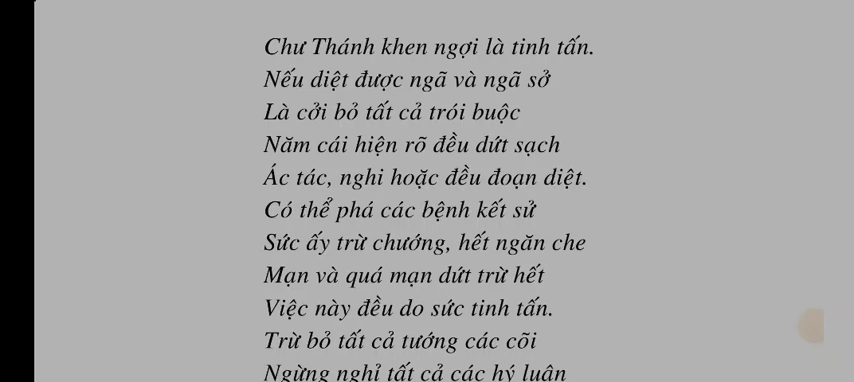 Chư Thánh khen ngợi là tinh tấn.
Nếu diệt được ngã và ngã sở
Là cởi bỏ tất cả trói buộc
Năm cái hiện rõ đều dứt sạch
Ác tác, nghi hoặc đều đoạn diệt.
Có thể phá các bệnh kết sử
Sức ấy trừ chướng, hết ngăn che
Mạn và quá mạn dứt trừ hết
Việc này đều do sức tinh tấn.
Trừ bỏ tất cả tướng các cõi
Ngừng nghỉ tất cả các hý luận